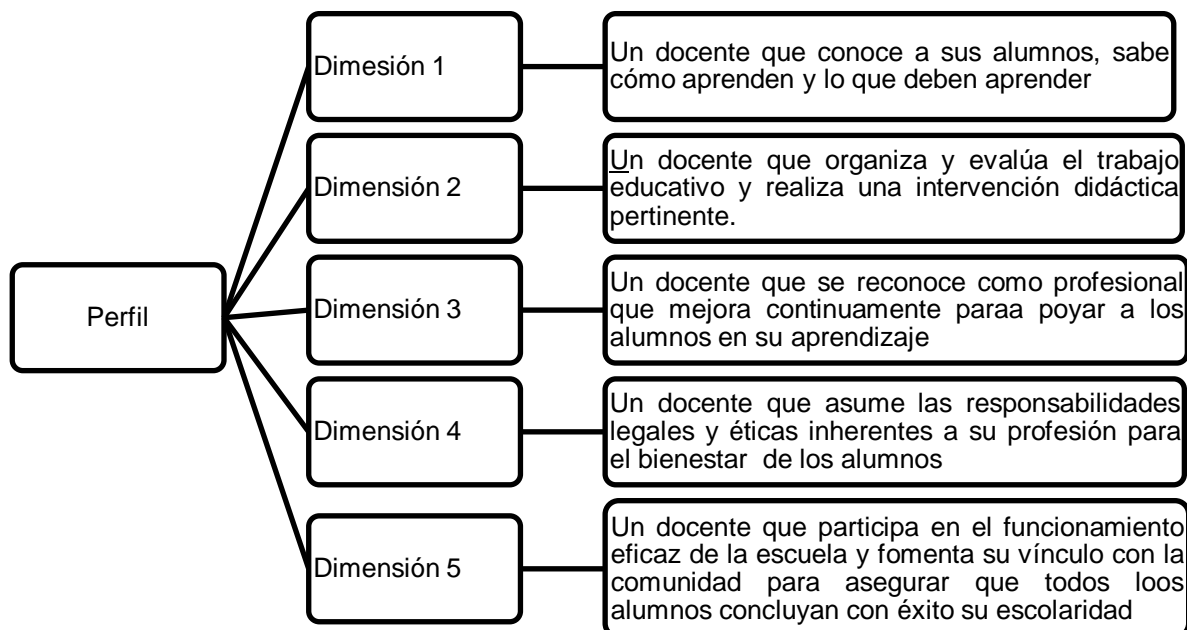 Perfil
Dimesión 1
Un docente que conoce a sus alumnos, sabe
cómo aprenden y lo que deben aprender
Dimensión 2
Un docente que organiza y evalúa el trabajo
educativo y realiza una intervención didáctica
pertinente.
Dimensión 3
Un docente que se reconoce como profesional
que mejora continuamente paraa poyar a los
alumnos en su aprendizaje
Dimensión 4
Un docente que asume las responsabilidades
legales y éticas inherentes a su profesión para
el bienestar de los alumnos
Dimensión 5
Un docente que participa en el funcionamiento
eficaz de la escuela y fomenta su vínculo con la
comunidad para asegurar que todos loos
alumnos concluyan con éxito su escolaridad